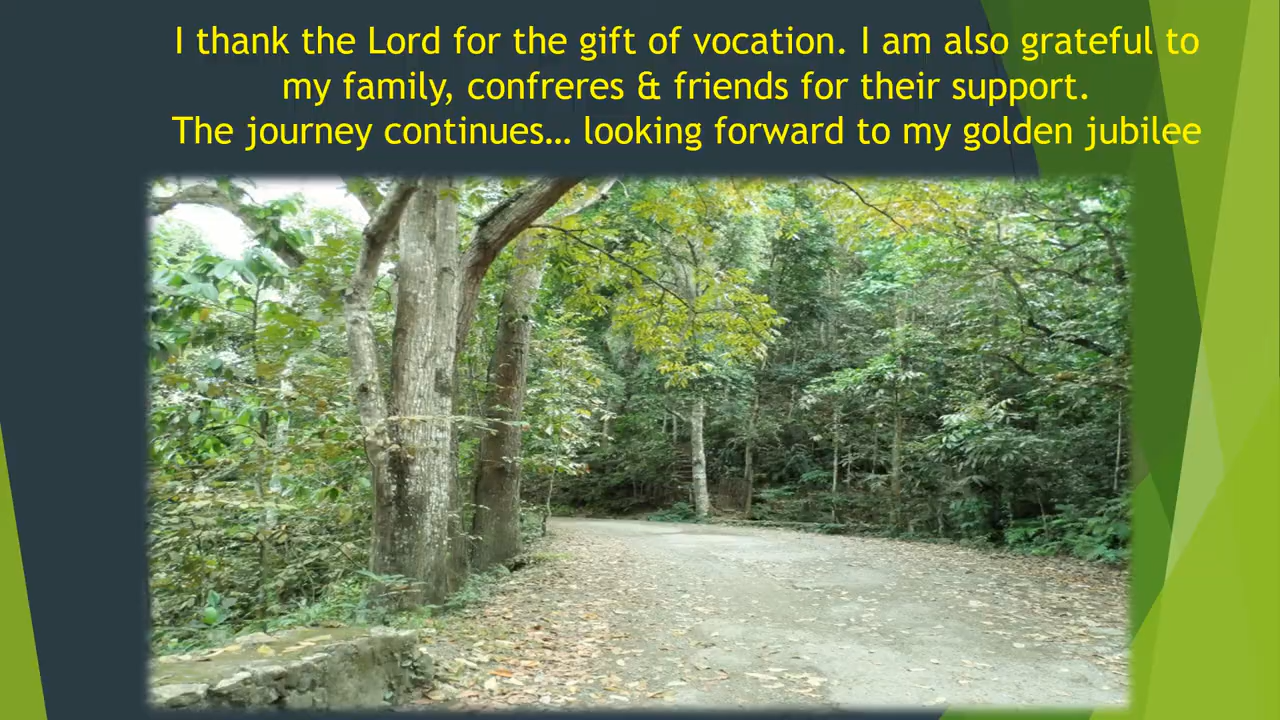 I thank the Lord for the gift of vocation. I am also grateful to
my family, confreres & friends for their support.
The journey continues… looking forward to my golden jubilee